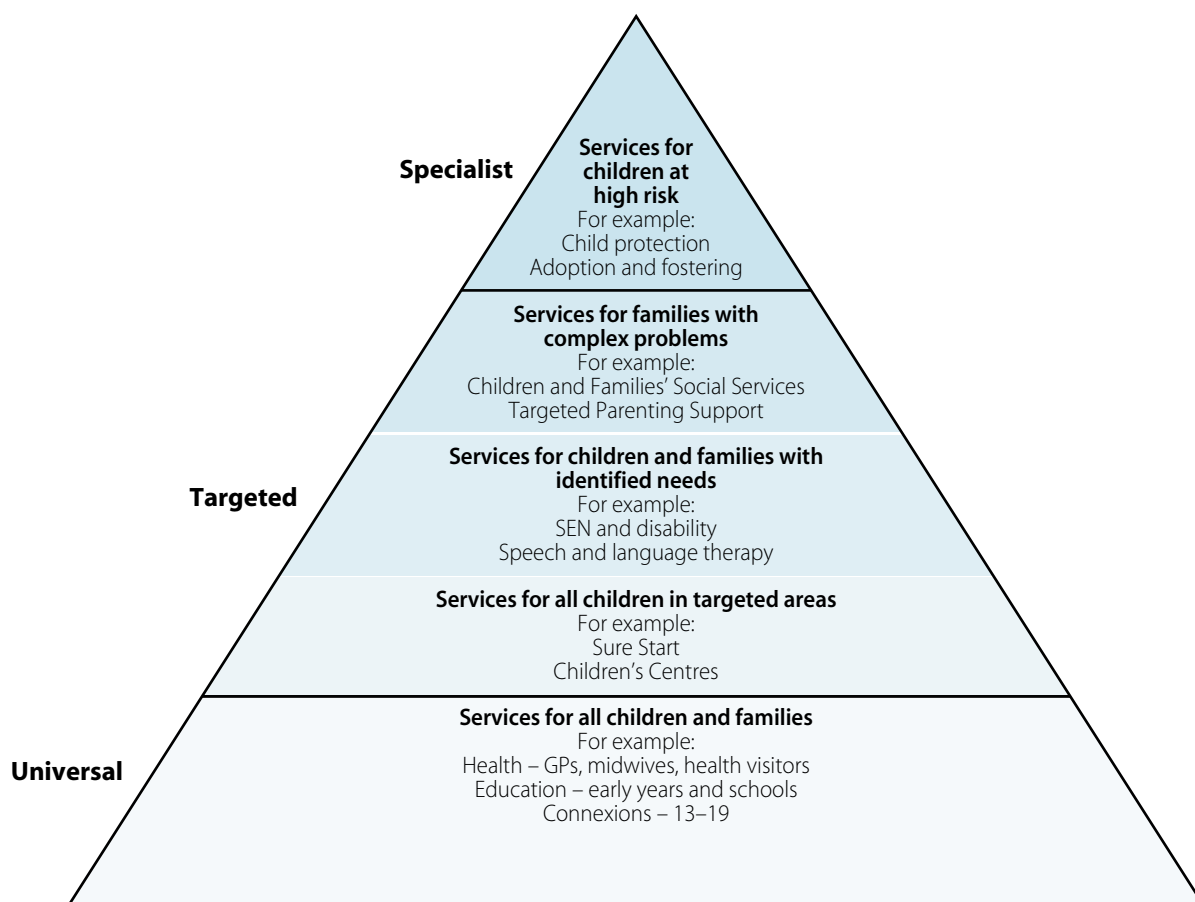 Specialist
Services for
children at
high risk
For example:
Child protection
Adoption and fostering
Services for families with
complex problems
For example:
Children and Families’ Social Services
Targeted Parenting Support
Targeted
Services for children and families with
identified needs
For example:
SEN and disability
Speech and language therapy
Services for all children in targeted areas
For example:
Sure Start
Children’s Centres
Universal
Services for all children and families
For example:
Health – GPs, midwives, health visitors
Education – early years and schools
Connexions – 13–19